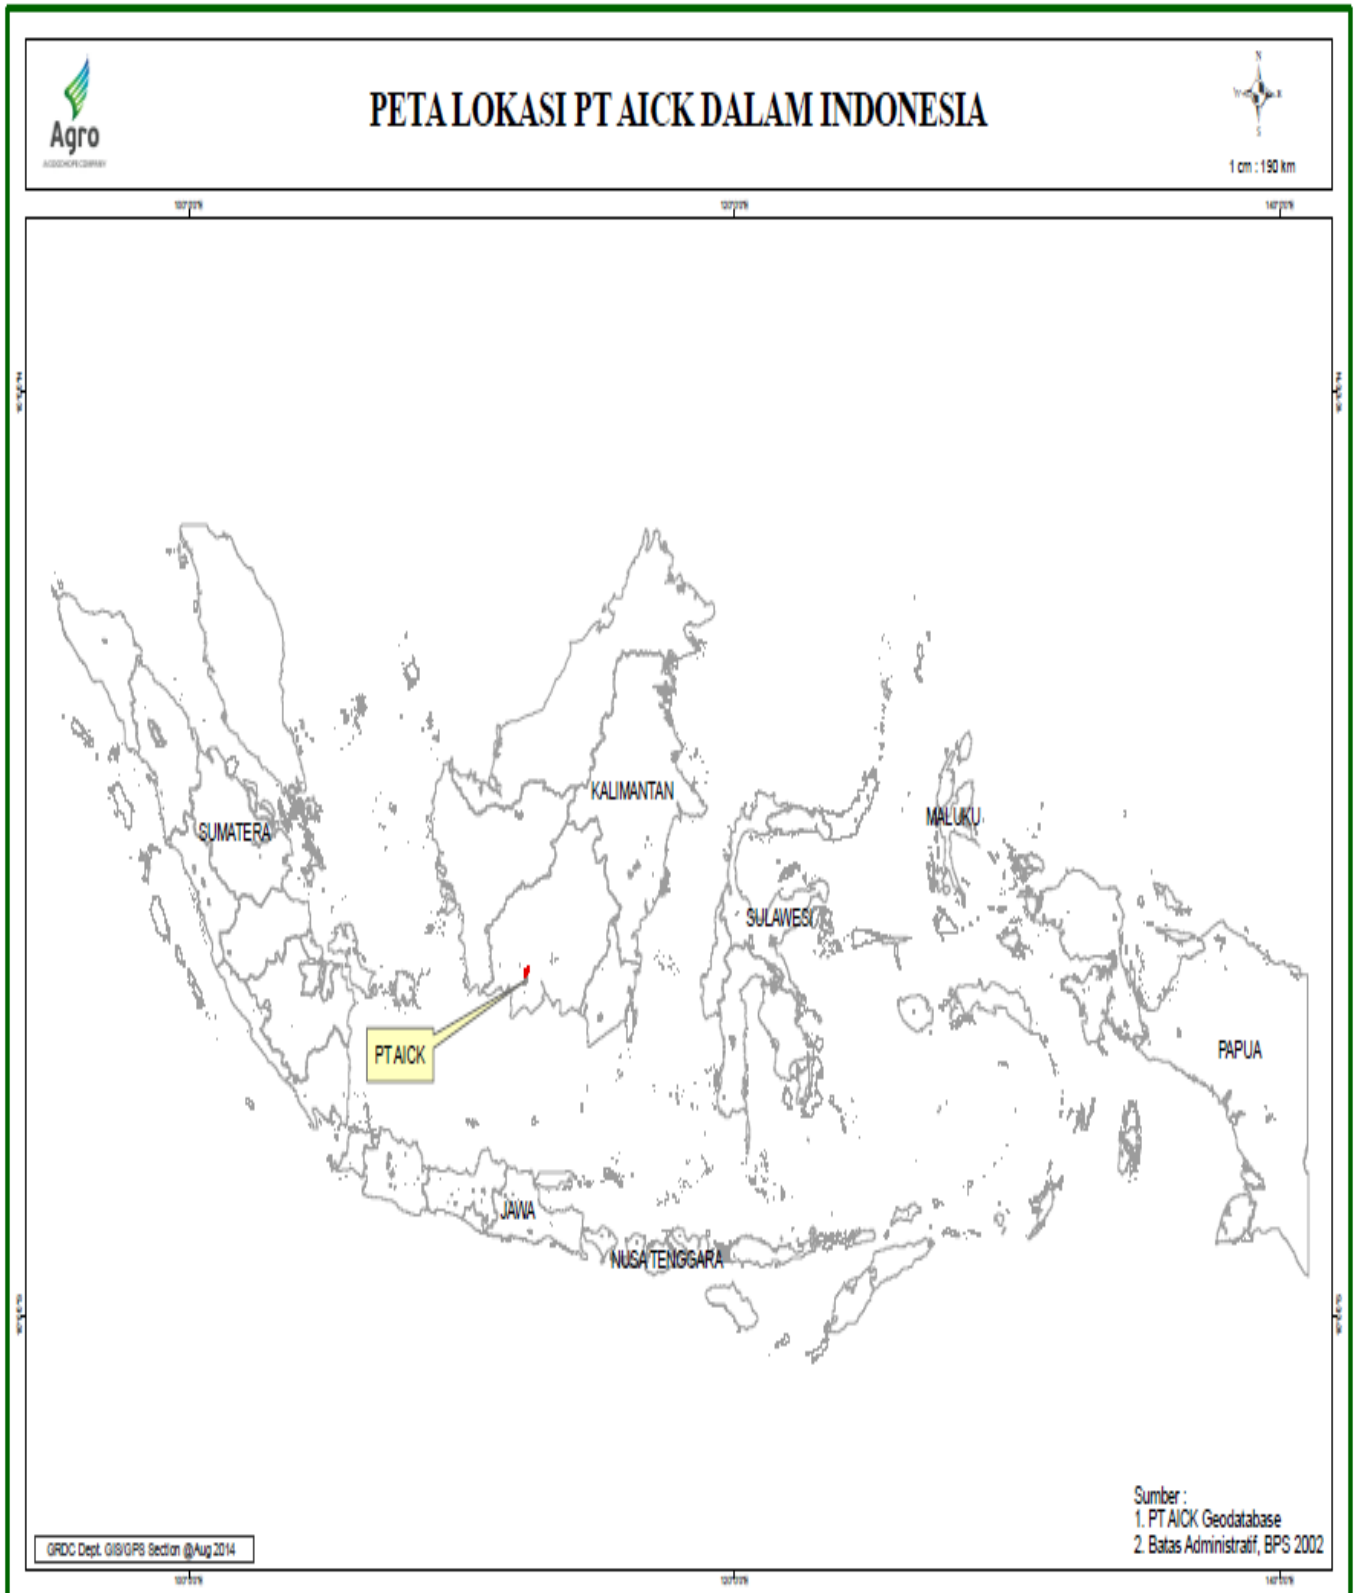 Agro
PETA LOKASI PT AICK DALAM INDONESIA
N
S
1 cm : 190 km
KALIMANTAN
MALUKU
SUMATERA
SULAWESI
PT AICK
PAPUA
JAWA
NUSA TENGGARA
Sumber :
1. PT AICK Geodatabase
2. Batas Administratif, BPS 2002
GRDC Dept. GIS/GPS Section @Aug 2014